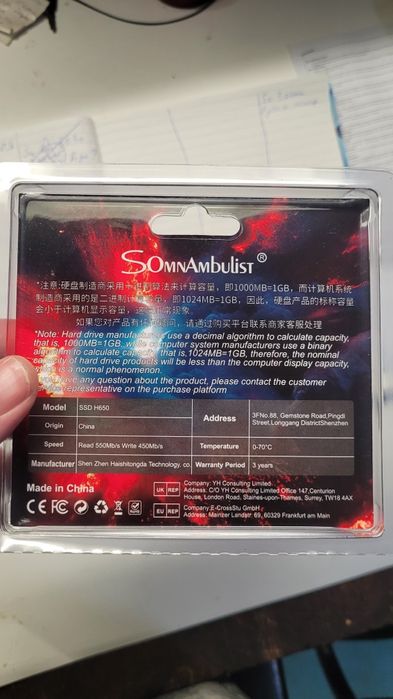 SOMNAMBULIST®
*注意:硬盘制造商采用十进制算法来计算容量,即1000MB=1GB,而计算机系统
制造商采用的是二进制计算容量,即1024MB=1GB,因此,硬盘产品的标称容量
会小于计算机显示容量,这是正常现象。
如果您对产品有任何疑问,请通过购买平台联系商家客服处理
*Note: Hard drive manufacturers use a decimal algorithm to calculate capacity,
that is, 1000MB=1GB, while computer system manufacturers use a binary
algorithm to calculate capacity, that is,1024MB=1GB, therefore, the nominal
capacity of hard drive products will be less than the computer display capacity,
which is a normal phenomenon.
have any question about the product, please contact the customer
representative on the purchase platform
Model SSD H650
Address 3FNo.88, Gemstone Road,Pingdi Street.Longgang DistrictShenzhen
Origin China
Speed Read 550Mb/s Write 450Mb/s
Temperature 0-70℃
Manufacturer Shen Zhen Haishitongda Technology. co.
Warranty Period 3 years
Made in China
CE FC RoHS
UK REP
Company: YH Consulting Limited
Address: C/O YH Consulting Limited Office 147,Centurion
House, London Road, Staines-upon-Thames, Surrey, TW18 4AX
EU REP
Company: E-CrossStu GmbH
Address: Mainzer Landstr 69, 60329 Frankfurt am Main